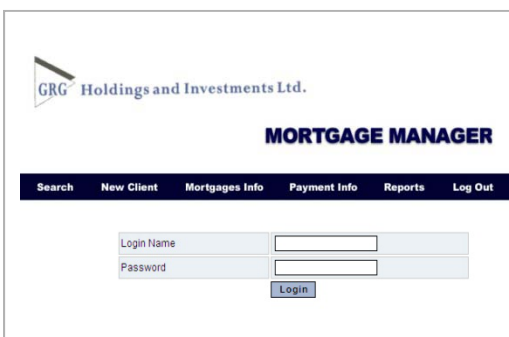 GRG Holdings and Investments Ltd.
MORTGAGE MANAGER
Search New Client Mortgages Info Payment Info Reports Log Out
Login Name
Password
Login